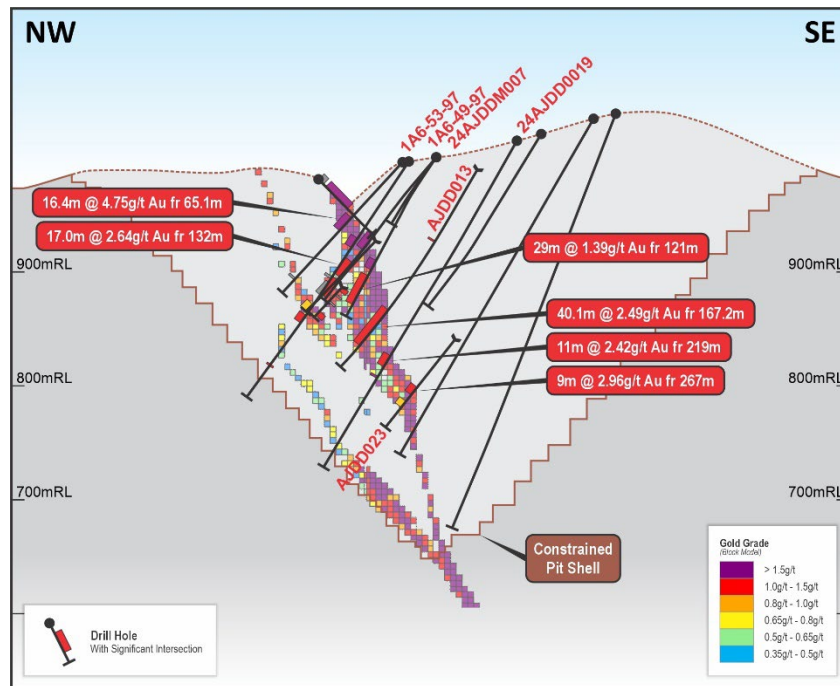 NW
SE
1A6-53-97
1A6-49-97
24AJDDM007
24AJDD0019
AJDD013
16.4m @ 4.75g/t Au fr 65.1m
17.0m @ 2.64g/t Au fr 132m
29m @ 1.39g/t Au fr 121m
900mRL
900mRL
40.1m @ 2.49g/t Au fr 167.2m
11m @ 2.42g/t Au fr 219m
9m @ 2.96g/t Au fr 267m
800mRL
800mRL
AJDD023
700mRL
700mRL
Constrained
Pit Shell
Gold Grade
(Block Model)
> 1.5g/t
1.0g/t - 1.5g/t
0.8g/t - 1.0g/t
0.65g/t - 0.8g/t
0.5g/t - 0.65g/t
0.35g/t - 0.5g/t
Drill Hole
With Significant Intersection